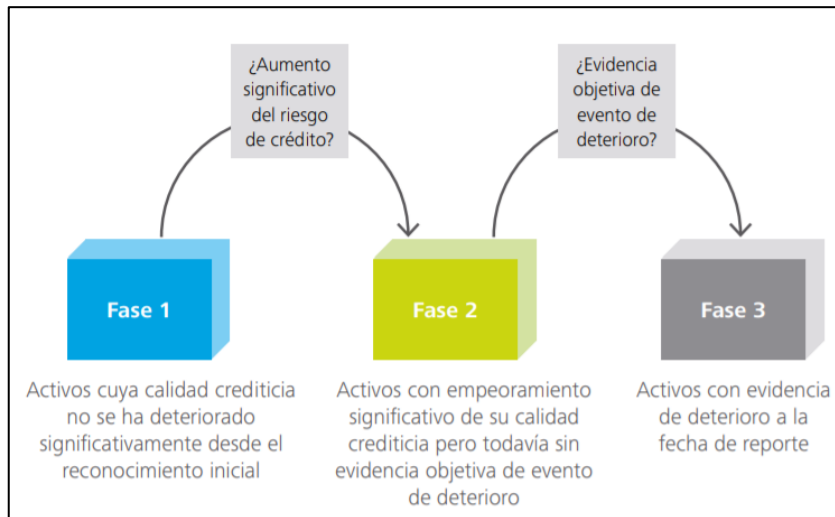 ¿Aumento
significativo
del riesgo
de crédito?
¿Evidencia
objetiva de
evento de
deterioro?
Fase 1
Fase 2
Fase 3
Activos cuya calidad crediticia
no se ha deteriorado
significativamente desde el
reconocimiento inicial
Activos con empeoramiento
significativo de su calidad
crediticia pero todavía sin
evidencia objetiva de evento
de deterioro
Activos con evidencia
de deterioro a la
fecha de reporte